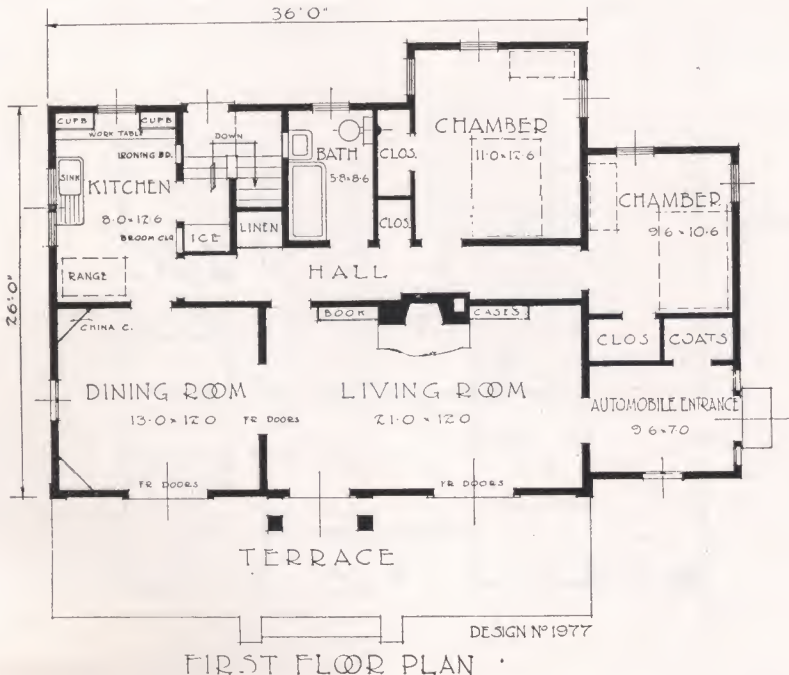 36'0"
26'0"
CUPB
CUPB
WORK TABLE
IRONING BD.
SINK
KITCHEN
8·0×12·6
BROOM CLO
RANGE
DOWN
ICE
LINEN
BATH
5·8×8·6
CLOS.
CLOS.
CHAMBER
11·0×12·6
CHAMBER
9·6×10·6
HALL
CHINA C.
BOOK
CASES
CLOS
COATS
DINING ROOM
13·0×12·0
FR DOORS
LIVING ROOM
21·0×12·0
AUTOMOBILE ENTRANCE
9·6×7·0
FR DOORS
FR DOORS
TERRACE
DESIGN Nº 1977
FIRST FLOOR PLAN